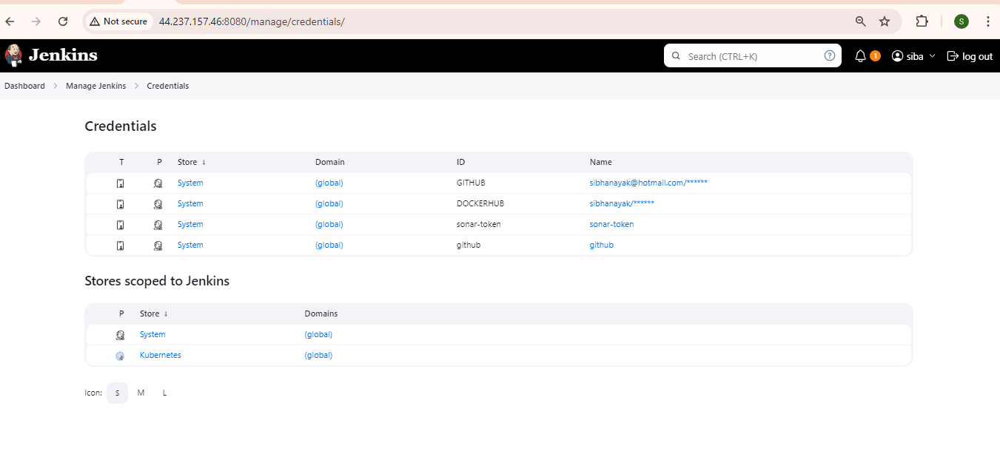 Not secure 44.237.157.46:8080/manage/credentials/ S
Jenkins Search (CTRL+K) ? 1 siba log out
Dashboard Manage Jenkins Credentials
Credentials
T P Store ↓ Domain ID Name
System (global) GITHUB sibhanayak@hotmail.com/******
System (global) DOCKERHUB sibhanayak/******
System (global) sonar-token sonar-token
System (global) github github
Stores scoped to Jenkins
P Store ↓ Domains
System (global)
Kubernetes (global)
Icon: S M L